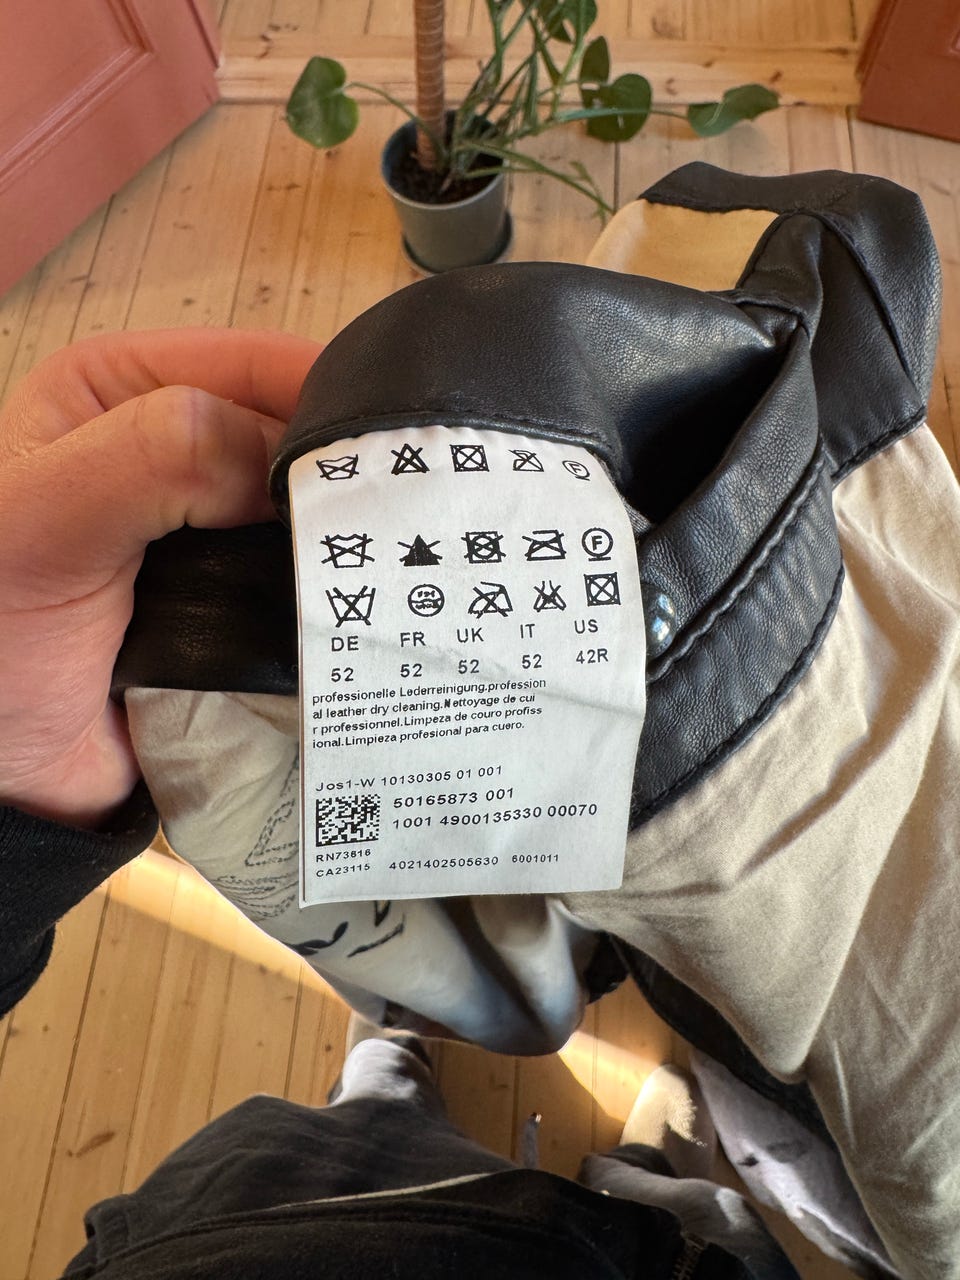 F
F
DE FR UK IT US
52 52 52 52 42R
professionelle Lederreinigung.profession
al leather dry cleaning.Nettoyage de cui
r professionnel.Limpeza de couro profiss
ional.Limpieza profesional para cuero.
Jos1-W 10130305 01 001
50165873 001
1001 4900135330 00070
RN73616
CA23115 4021402505630 6001011